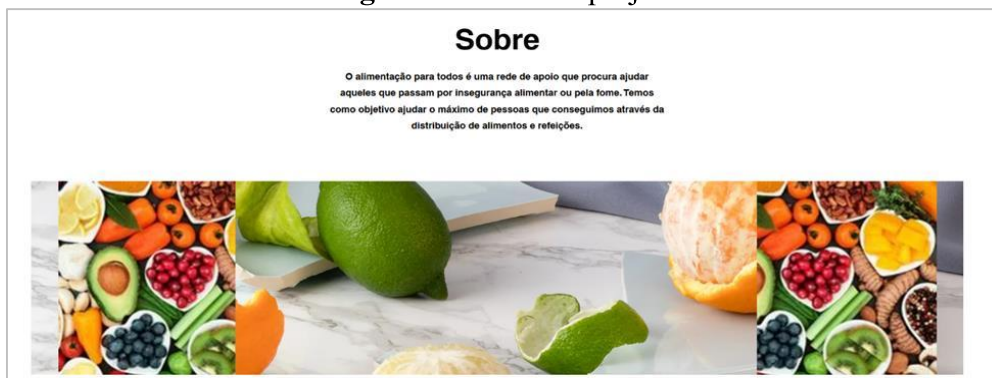 Sobre
O alimentação para todos é uma rede de apoio que procura ajudar
aqueles que passam por insegurança alimentar ou pela fome. Temos
como objetivo ajudar o máximo de pessoas que conseguimos através da
distribuição de alimentos e refeições.